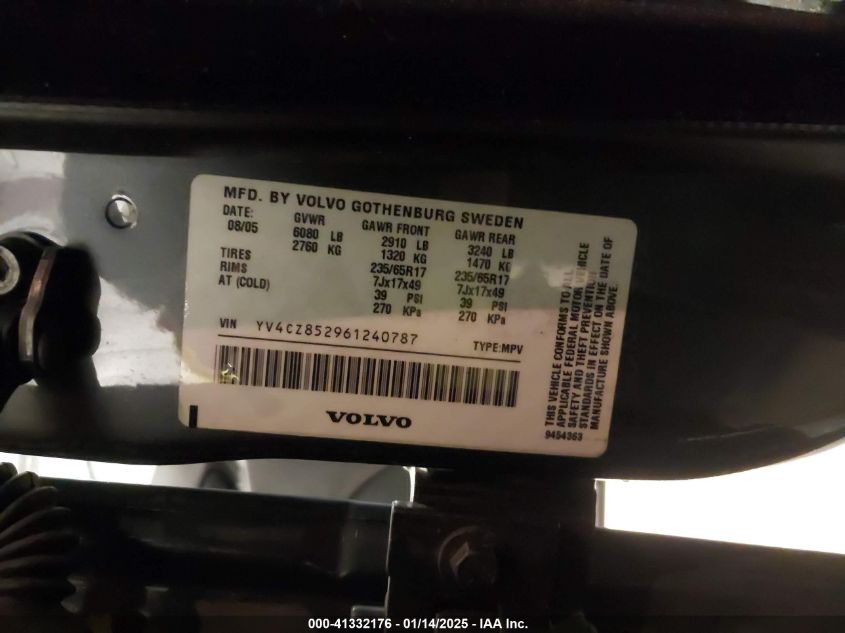 MFD. BY VOLVO GOTHENBURG SWEDEN
DATE: GVWR GAWR FRONT GAWR REAR
08/05 6080 LB 2910 LB 3240 LB
2760 KG 1320 KG 1470 KG
TIRES 235/65R17 235/65R17
RIMS 7Jx17x49 7Jx17x49
AT (COLD) 39 PSI 39 PSI
270 KPa 270 KPa
VIN YV4CZ852961240787 TYPE:MPV
VOLVO
THIS VEHICLE CONFORMS TO ALL
APPLICABLE FEDERAL MOTOR VEHICLE
SAFETY AND THEFT PREVENTION
STANDARDS IN EFFECT ON THE DATE OF
MANUFACTURE SHOWN ABOVE.
9454363
000-41332176 - 01/14/2025 - IAA Inc.